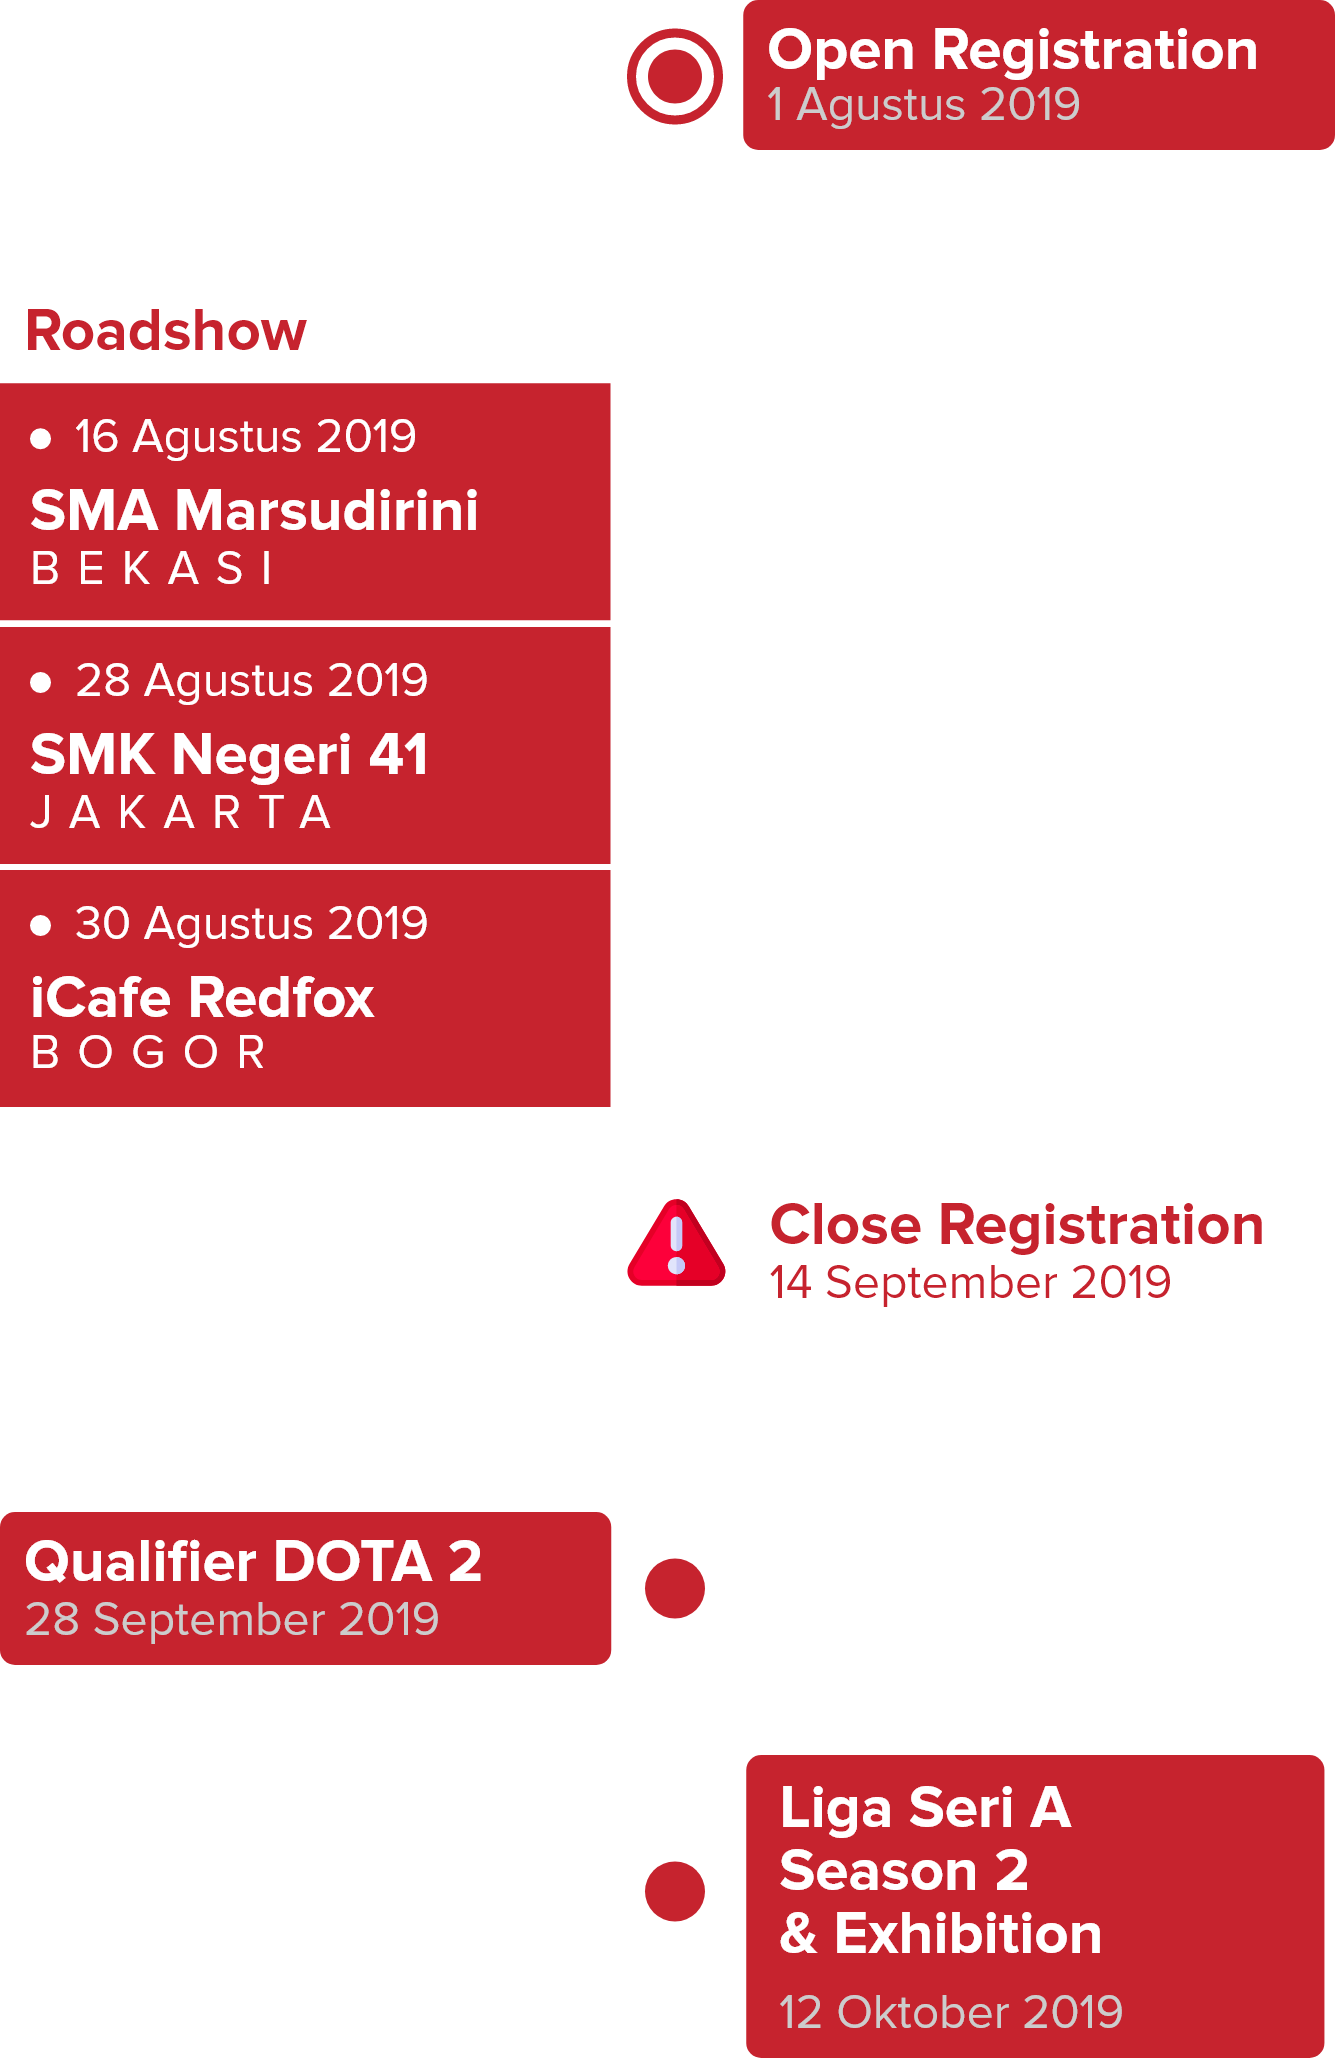 Open Registration
1 Agustus 2019
Roadshow
16 Agustus 2019
SMA Marsudirini
BEKASI
28 Agustus 2019
SMK Negeri 41
JAKARTA
30 Agustus 2019
iCafe Redfox
BOGOR
Close Registration
14 September 2019
Qualifier DOTA 2
28 September 2019
Liga Seri A
Season 2
& Exhibition
12 Oktober 2019